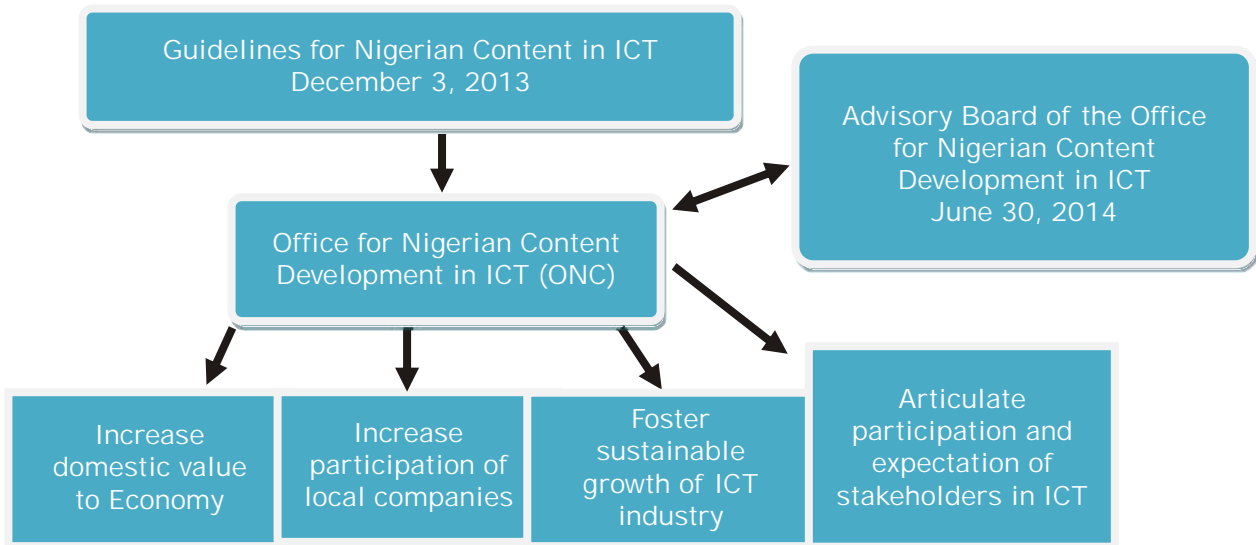 Guidelines for Nigerian Content in ICT
December 3, 2013
Advisory Board of the Office
for Nigerian Content
Development in ICT
June 30, 2014
Office for Nigerian Content
Development in ICT (ONC)
Increase
domestic value
to Economy
Increase
participation of
local companies
Foster
sustainable
growth of ICT
industry
Articulate
participation and
expectation of
stakeholders in ICT